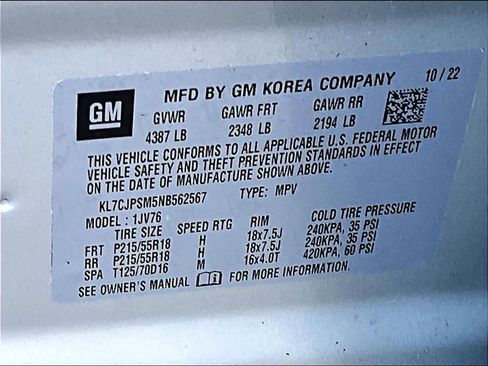 GM
MFD BY GM KOREA COMPANY 10/22
GVWR GAWR FRT GAWR RR
4387 LB 2348 LB 2194 LB
THIS VEHICLE CONFORMS TO ALL APPLICABLE U.S. FEDERAL MOTOR
VEHICLE SAFETY AND THEFT PREVENTION STANDARDS IN EFFECT
ON THE DATE OF MANUFACTURE SHOWN ABOVE.
KL7CJPSM5NB562567 TYPE: MPV
MODEL: 1JV76
TIRE SIZE SPEED RTG RIM COLD TIRE PRESSURE
FRT P215/55R18 H 18x7.5J 240KPA, 35 PSI
RR P215/55R18 H 18x7.5J 240KPA, 35 PSI
SPA T125/70D16 M 16x4.0T 420KPA, 60 PSI
SEE OWNER'S MANUAL FOR MORE INFORMATION.